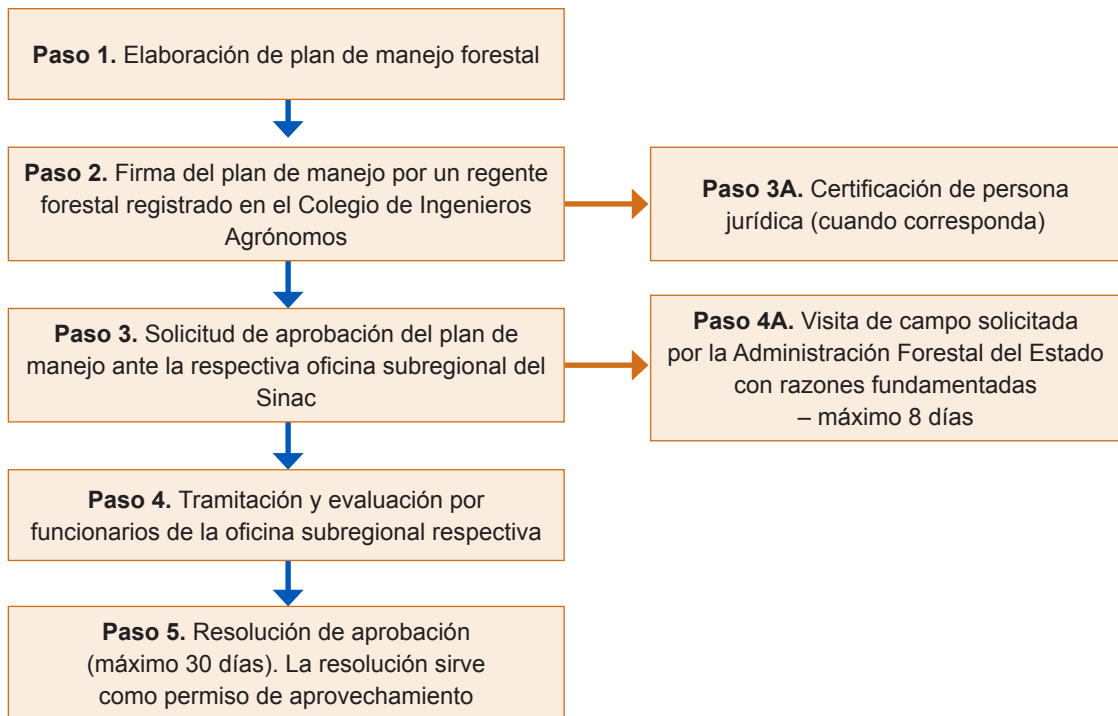 Paso 1. Elaboración de plan de manejo forestal
Paso 2. Firma del plan de manejo por un regente
forestal registrado en el Colegio de Ingenieros
Agrónomos
Paso 3A. Certificación de persona
jurídica (cuando corresponda)
Paso 3. Solicitud de aprobación del plan de
manejo ante la respectiva oficina subregional del
Sinac
Paso 4A. Visita de campo solicitada
por la Administración Forestal del Estado
con razones fundamentadas
– máximo 8 días
Paso 4. Tramitación y evaluación por
funcionarios de la oficina subregional respectiva
Paso 5. Resolución de aprobación
(máximo 30 días). La resolución sirve
como permiso de aprovechamiento